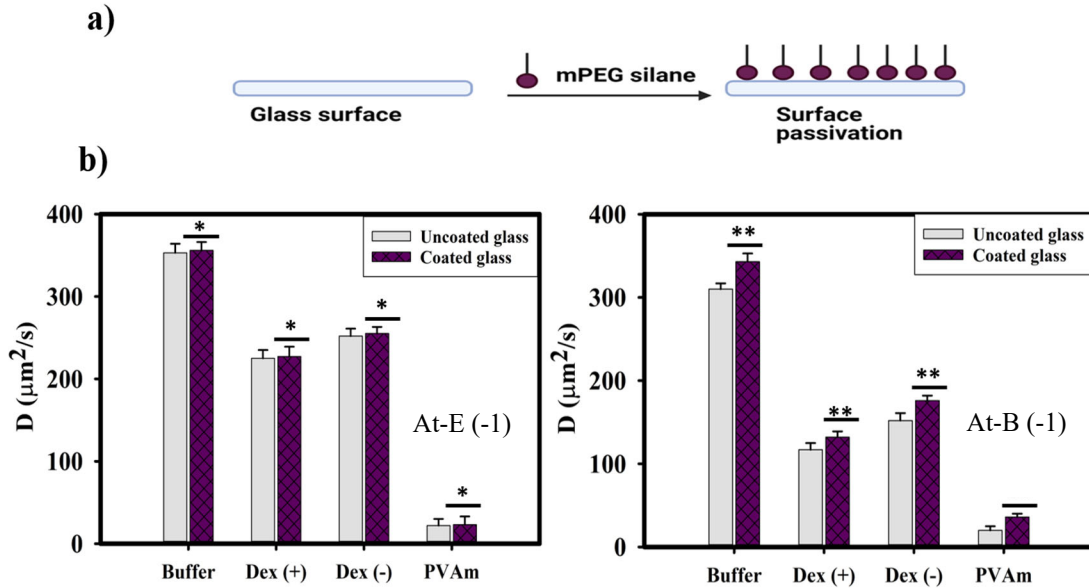 a)
mPEG silane
Glass surface
Surface
passivation
b)
400
300
200
100
0
D (μm²/s)
Uncoated glass
Coated glass
*
*
*
*
At-E (-1)
Buffer Dex (+) Dex (-) PVAm
400
300
200
100
0
D (μm²/s)
Uncoated glass
Coated glass
**
**
**
At-B (-1)
Buffer Dex (+) Dex (-) PVAm